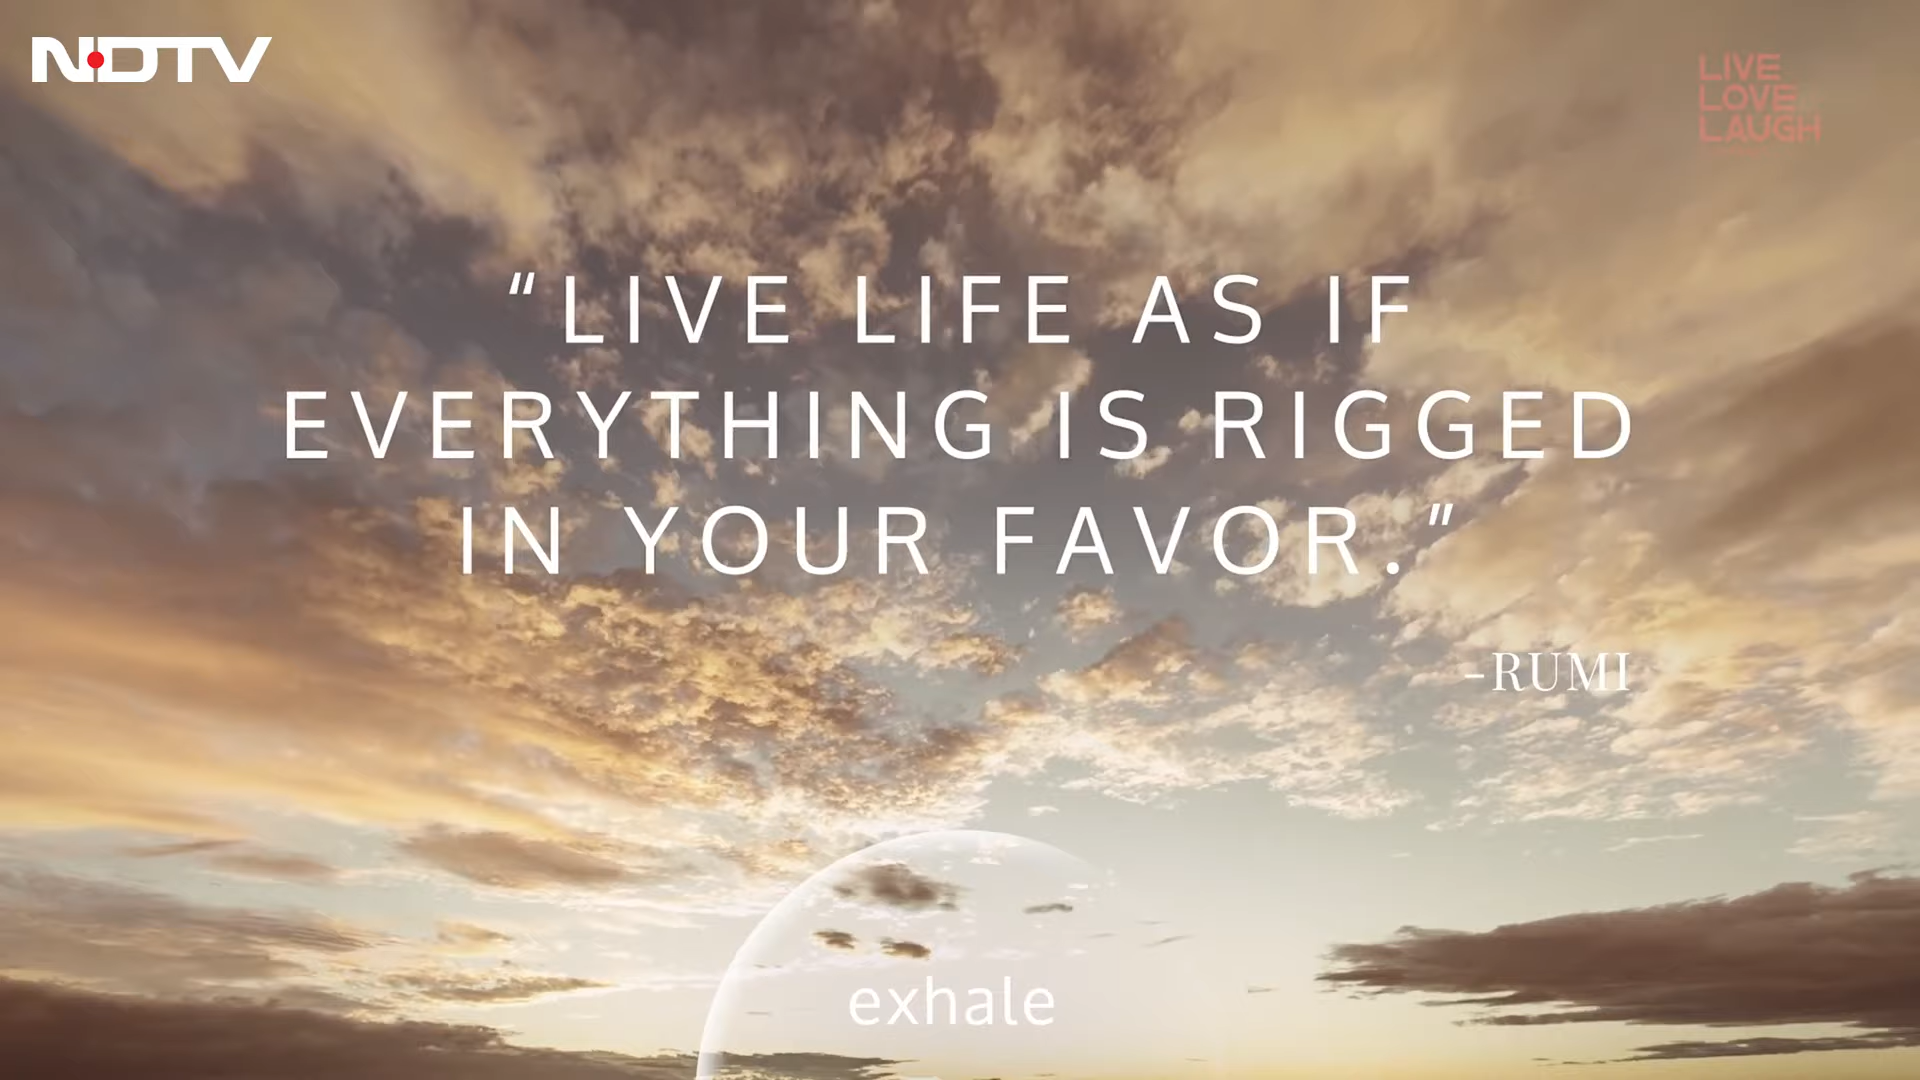 NDTV
LIVE
LOVE
LAUGH
“LIVE LIFE AS IF
EVERYTHING IS RIGGED
IN YOUR FAVOR.”
-RUMI
exhale